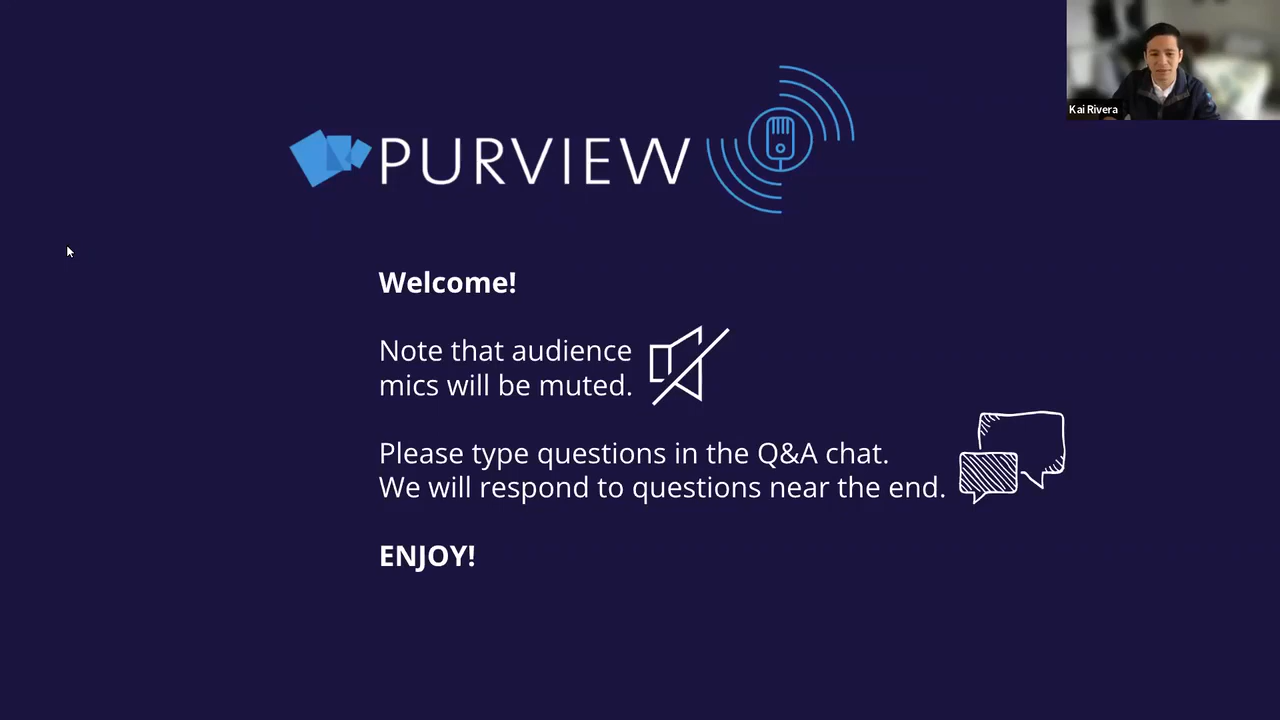 Kai Rivera
PURVIEW
Welcome!
Note that audience
mics will be muted.
Please type questions in the Q&A chat.
We will respond to questions near the end.
ENJOY!